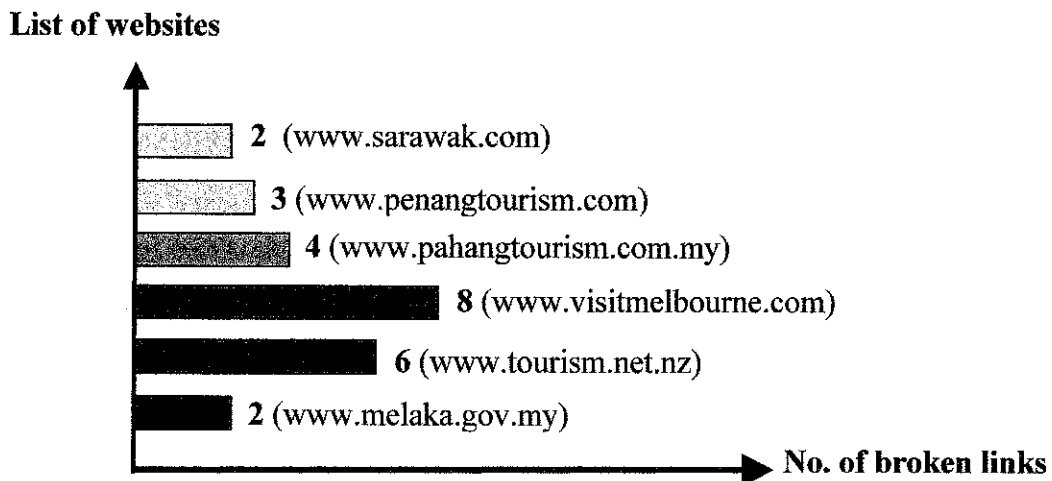 List of websites
2 (www.sarawak.com)
3 (www.penangtourism.com)
4 (www.pahangtourism.com.my)
8 (www.visitmelbourne.com)
6 (www.tourism.net.nz)
2 (www.melaka.gov.my)
No. of broken links